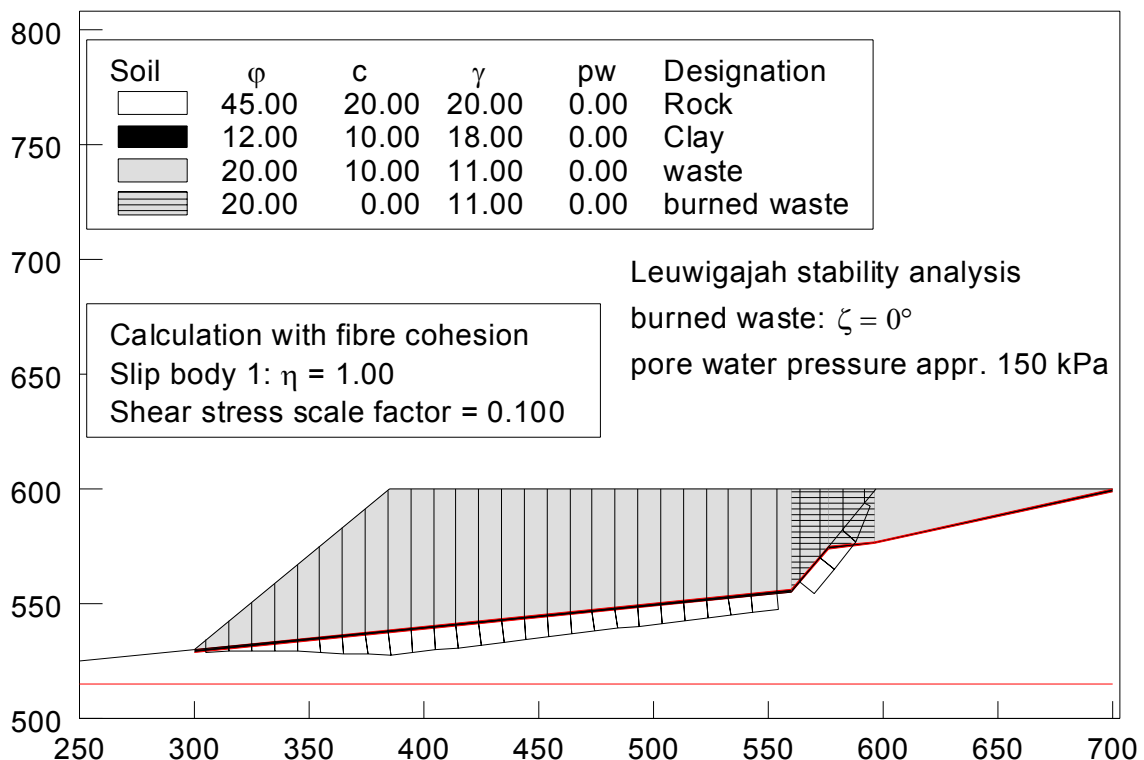 800
750
700
650
600
550
500
Soil φ c γ pw Designation
45.00 20.00 20.00 0.00 Rock
12.00 10.00 18.00 0.00 Clay
20.00 10.00 11.00 0.00 waste
20.00 0.00 11.00 0.00 burned waste
Leuwigajah stability analysis
burned waste: ζ = 0°
pore water pressure appr. 150 kPa
Calculation with fibre cohesion
Slip body 1: η = 1.00
Shear stress scale factor = 0.100
250 300 350 400 450 500 550 600 650 700